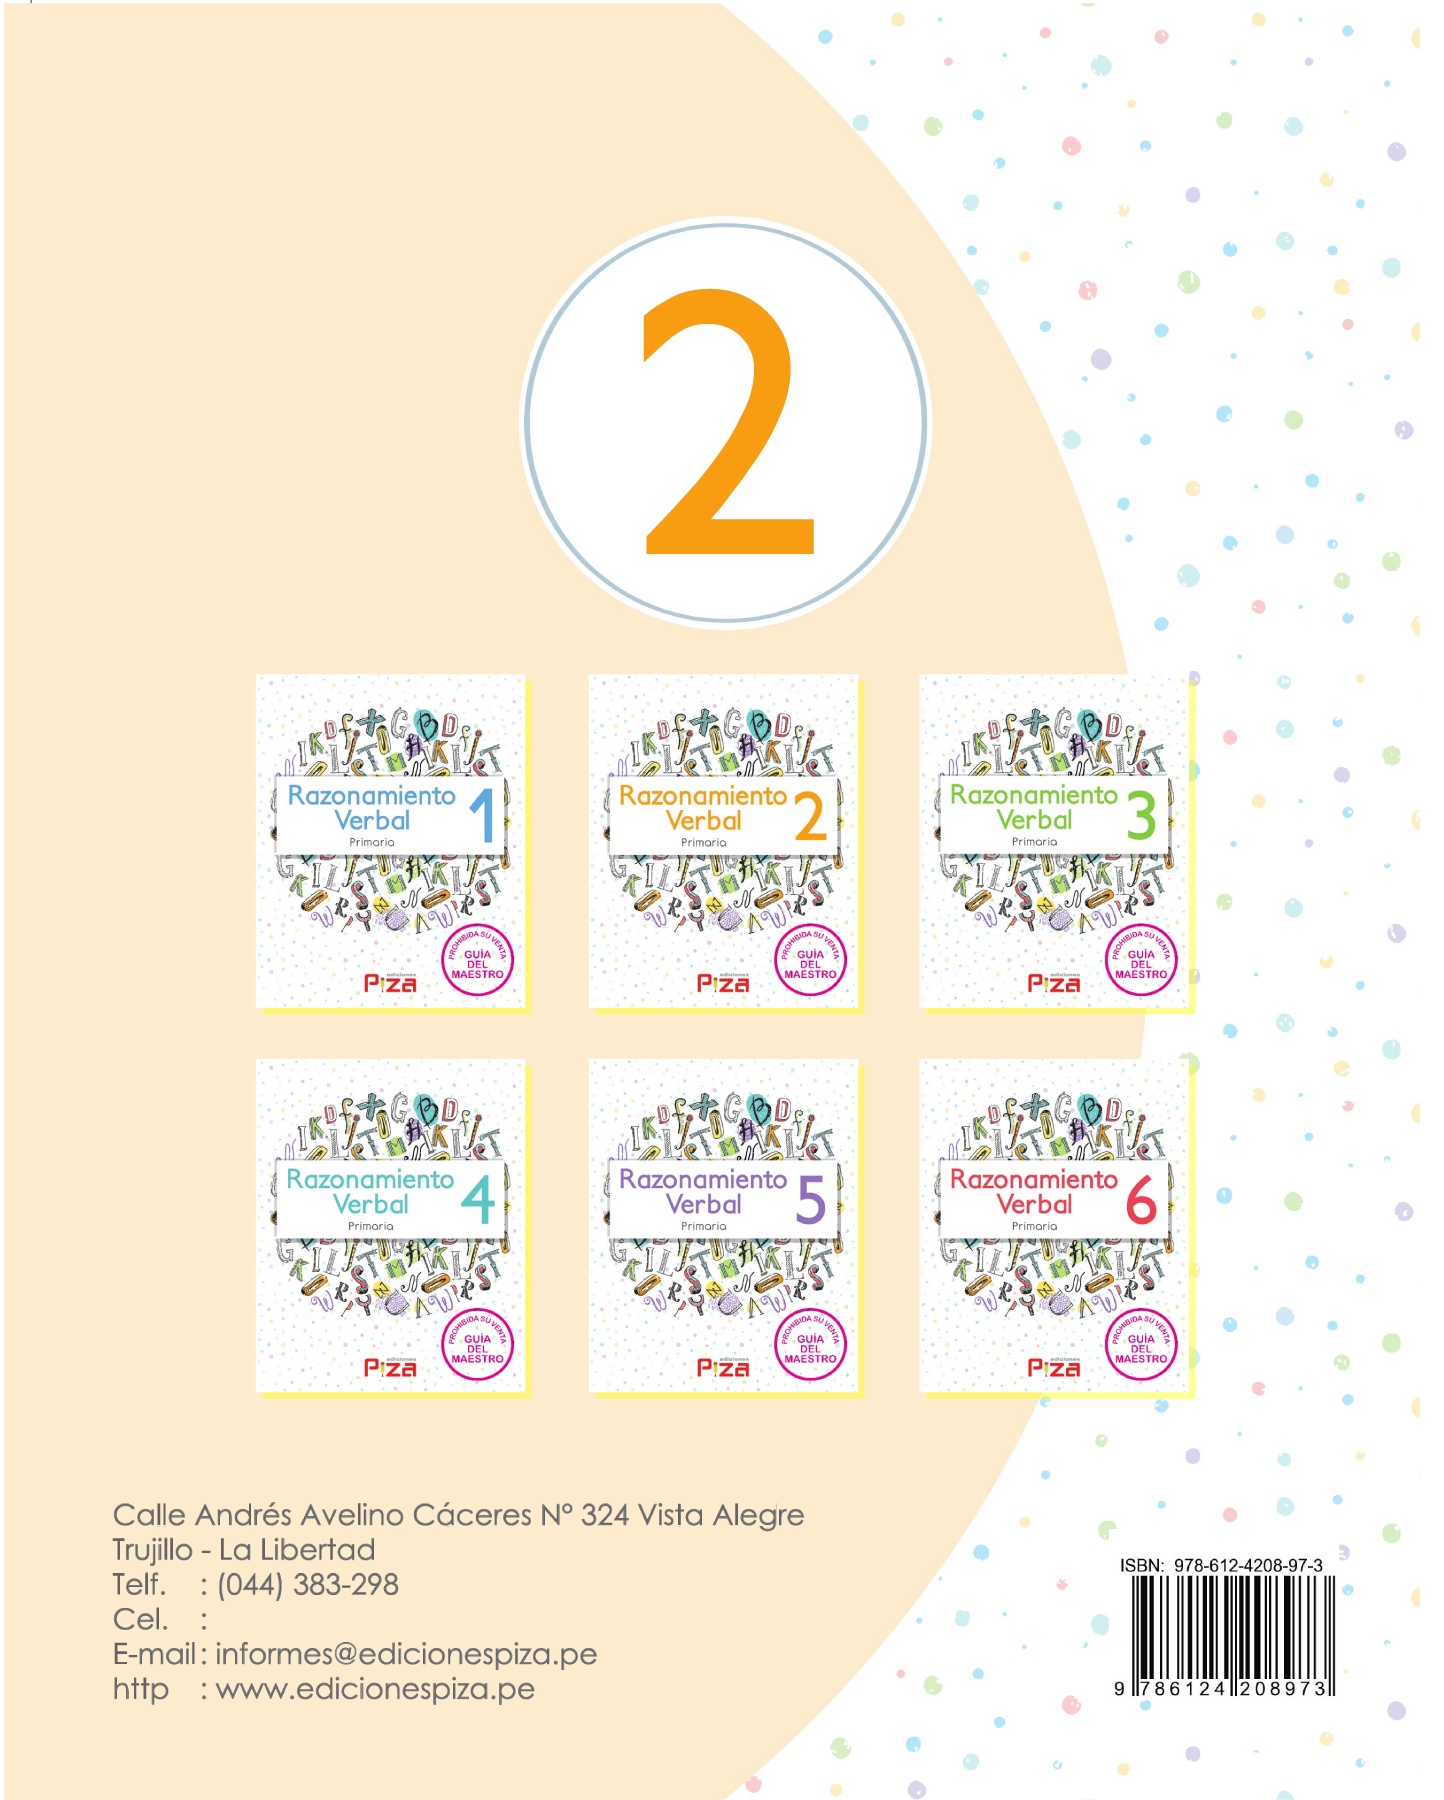 2
Razonamiento
Verbal
1
Primaria
PROHIBIDA SU VENTA
GUÍA
DEL
MAESTRO
ediciones
Piza
Razonamiento
Verbal
2
Primaria
PROHIBIDA SU VENTA
GUÍA
DEL
MAESTRO
ediciones
Piza
Razonamiento
Verbal
3
Primaria
PROHIBIDA SU VENTA
GUÍA
DEL
MAESTRO
ediciones
Piza
Razonamiento
Verbal
4
Primaria
PROHIBIDA SU VENTA
GUÍA
DEL
MAESTRO
ediciones
Piza
Razonamiento
Verbal
5
Primaria
PROHIBIDA SU VENTA
GUÍA
DEL
MAESTRO
ediciones
Piza
Razonamiento
Verbal
6
Primaria
PROHIBIDA SU VENTA
GUÍA
DEL
MAESTRO
ediciones
Piza
Calle Andrés Avelino Cáceres Nº 324 Vista Alegre
Trujillo - La Libertad
Telf. : (044) 383-298
Cel. :
E-mail : informes@edicionespiza.pe
http : www.edicionespiza.pe
ISBN: 978-612-4208-97-3
9 786124 208973